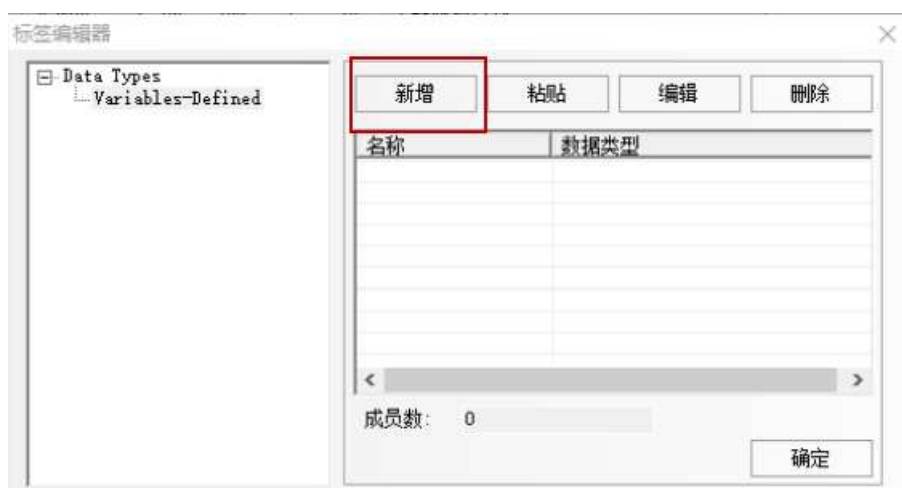 标签编辑器
Data Types
Variables-Defined
新增 粘贴 编辑 删除
名称 数据类型
成员数: 0
确定